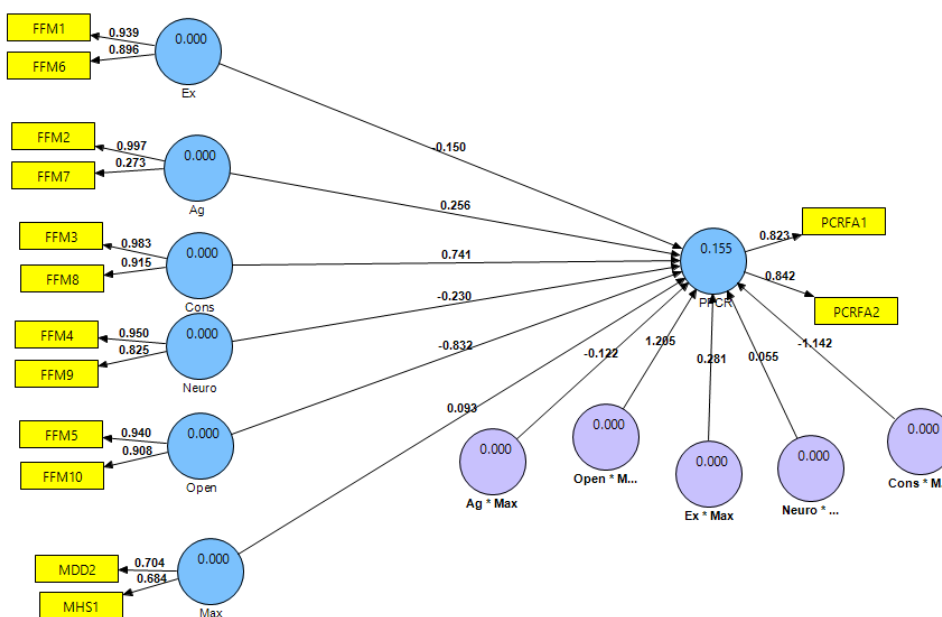 FFM1
0.939
0.896
FFM6
0.000
Ex
-0.150
FFM2
0.997
0.273
FFM7
0.000
Ag
0.256
FFM3
0.983
0.915
FFM8
0.000
Cons
0.741
FFM4
0.950
0.825
FFM9
0.000
Neuro
-0.230
FFM5
0.940
0.908
FFM10
0.000
Open
-0.832
MDD2
0.704
0.684
MHS1
0.000
Max
0.093
0.155
0.823
PCRFA1
0.842
PCRFA2
-0.122
1.205
0.281
0.055
-1.142
0.000
Ag * Max
0.000
Open * M...
0.000
Ex * Max
0.000
Neuro * ...
0.000
Cons * M